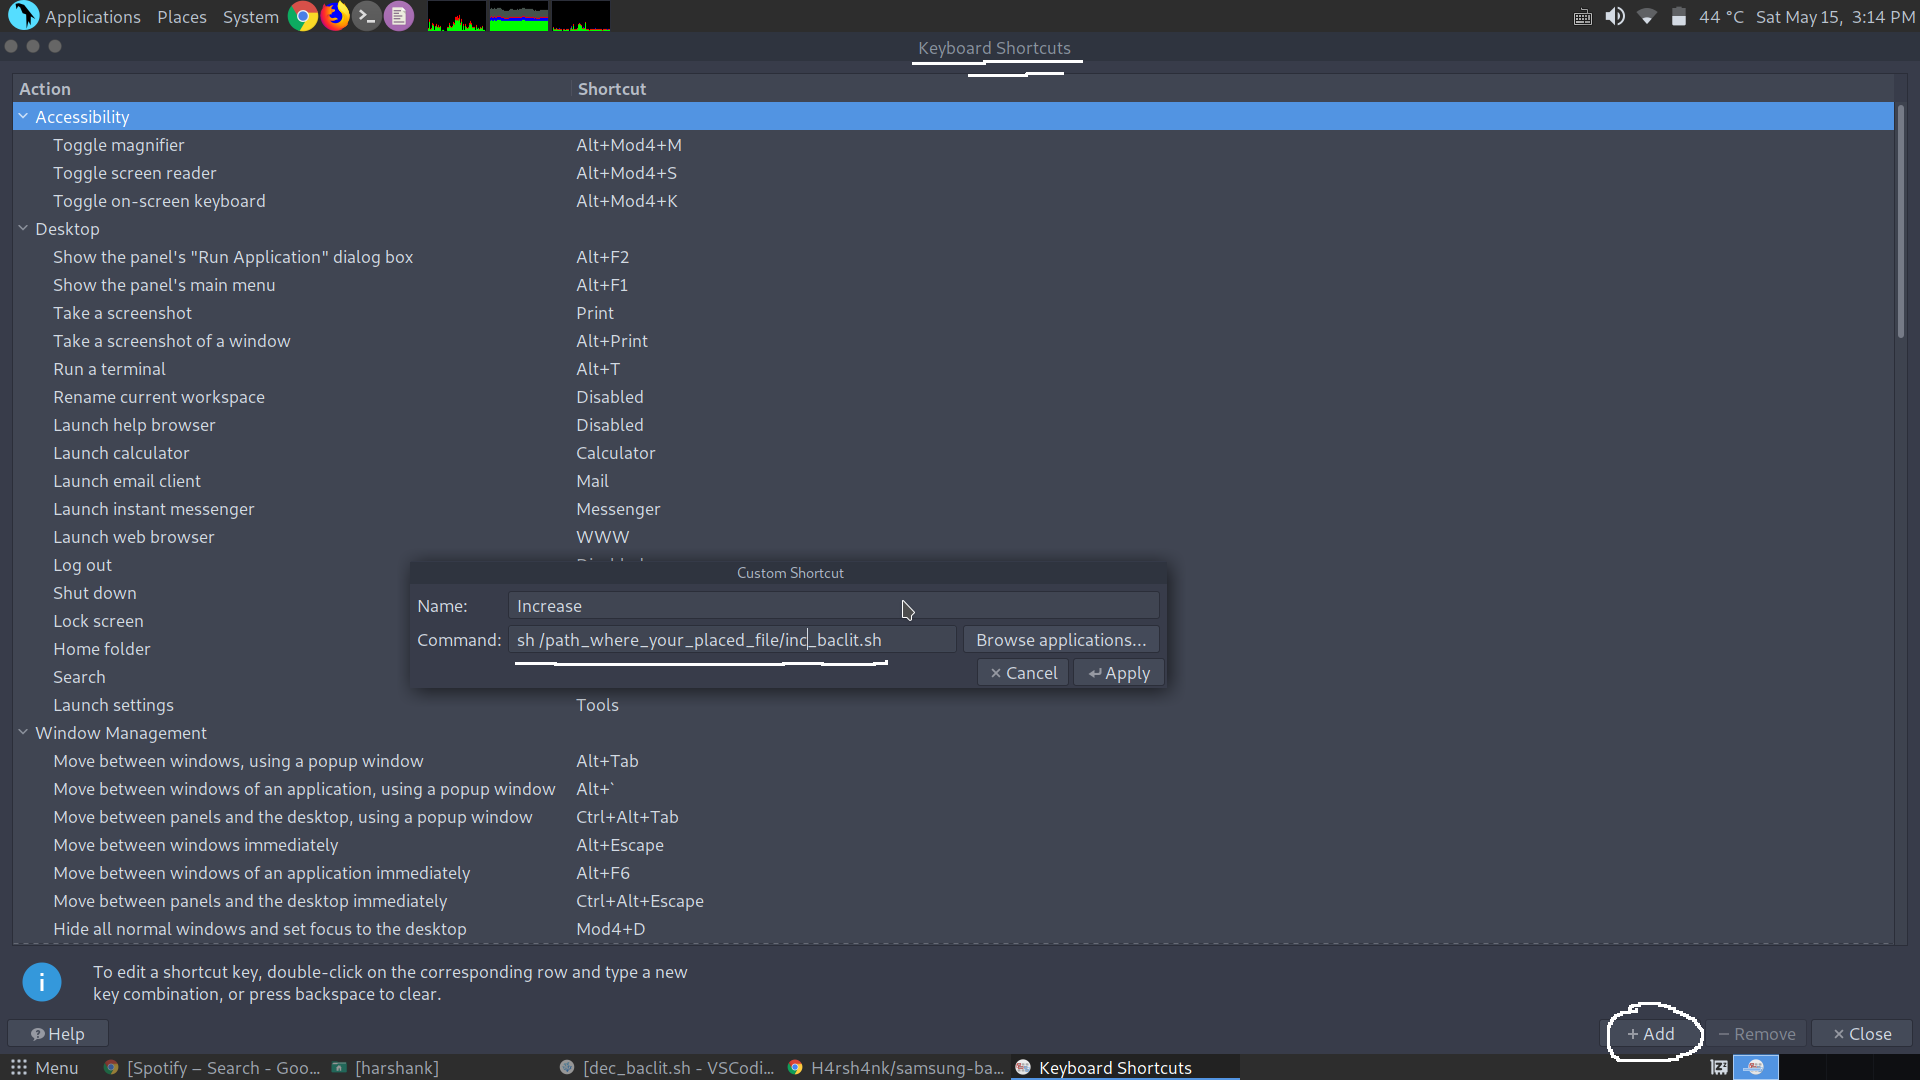 Applications Places System 44 °C Sat May 15, 3:14 PM
Keyboard Shortcuts
Action Shortcut
Accessibility
Toggle magnifier Alt+Mod4+M
Toggle screen reader Alt+Mod4+S
Toggle on-screen keyboard Alt+Mod4+K
Desktop
Show the panel's "Run Application" dialog box Alt+F2
Show the panel's main menu Alt+F1
Take a screenshot Print
Take a screenshot of a window Alt+Print
Run a terminal Alt+T
Rename current workspace Disabled
Launch help browser Disabled
Launch calculator Calculator
Launch email client Mail
Launch instant messenger Messenger
Launch web browser WWW
Log out
Custom Shortcut
Shut down
Name: Increase
Lock screen
Command: sh /path_where_your_placed_file/inc_baclit.sh Browse applications...
Home folder
Cancel Apply
Search
Launch settings Tools
Window Management
Move between windows, using a popup window Alt+Tab
Move between windows of an application, using a popup window Alt+`
Move between panels and the desktop, using a popup window Ctrl+Alt+Tab
Move between windows immediately Alt+Escape
Move between windows of an application immediately Alt+F6
Move between panels and the desktop immediately Ctrl+Alt+Escape
Hide all normal windows and set focus to the desktop Mod4+D
To edit a shortcut key, double-click on the corresponding row and type a new
key combination, or press backspace to clear.
Help + Add − Remove × Close
Menu [Spotify – Search - Goo... [harshank] [dec_baclit.sh - VSCodi... H4rsh4nk/samsung-ba... Keyboard Shortcuts